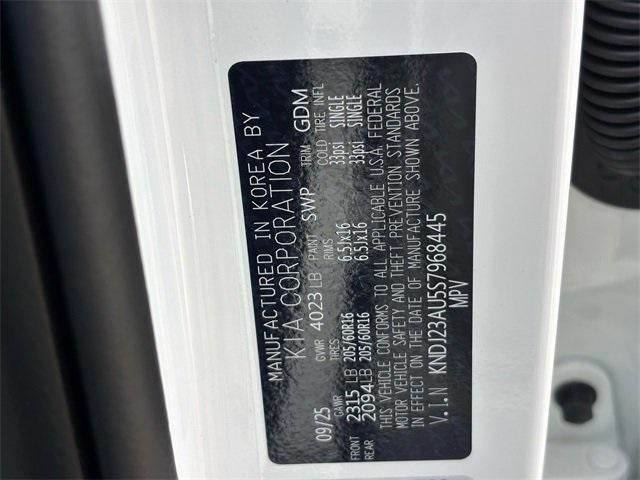 MANUFACTURED IN KOREA BY
KIA CORPORATION
09/25 GVWR 4023 LB PAINT SWP TRIM GDM
GAWR TIRES RIMS COLD TIRE INFL
FRONT 2315 LB 205/60R16 6.5Jx16 33psi SINGLE
REAR 2094 LB 205/60R16 6.5Jx16 33psi SINGLE
THIS VEHICLE CONFORMS TO ALL APPLICABLE U.S.A. FEDERAL
MOTOR VEHICLE SAFETY AND THEFT PREVENTION STANDARDS
IN EFFECT ON THE DATE OF MANUFACTURE SHOWN ABOVE.
V.I.N KNDJ23AU5S7968445
MPV